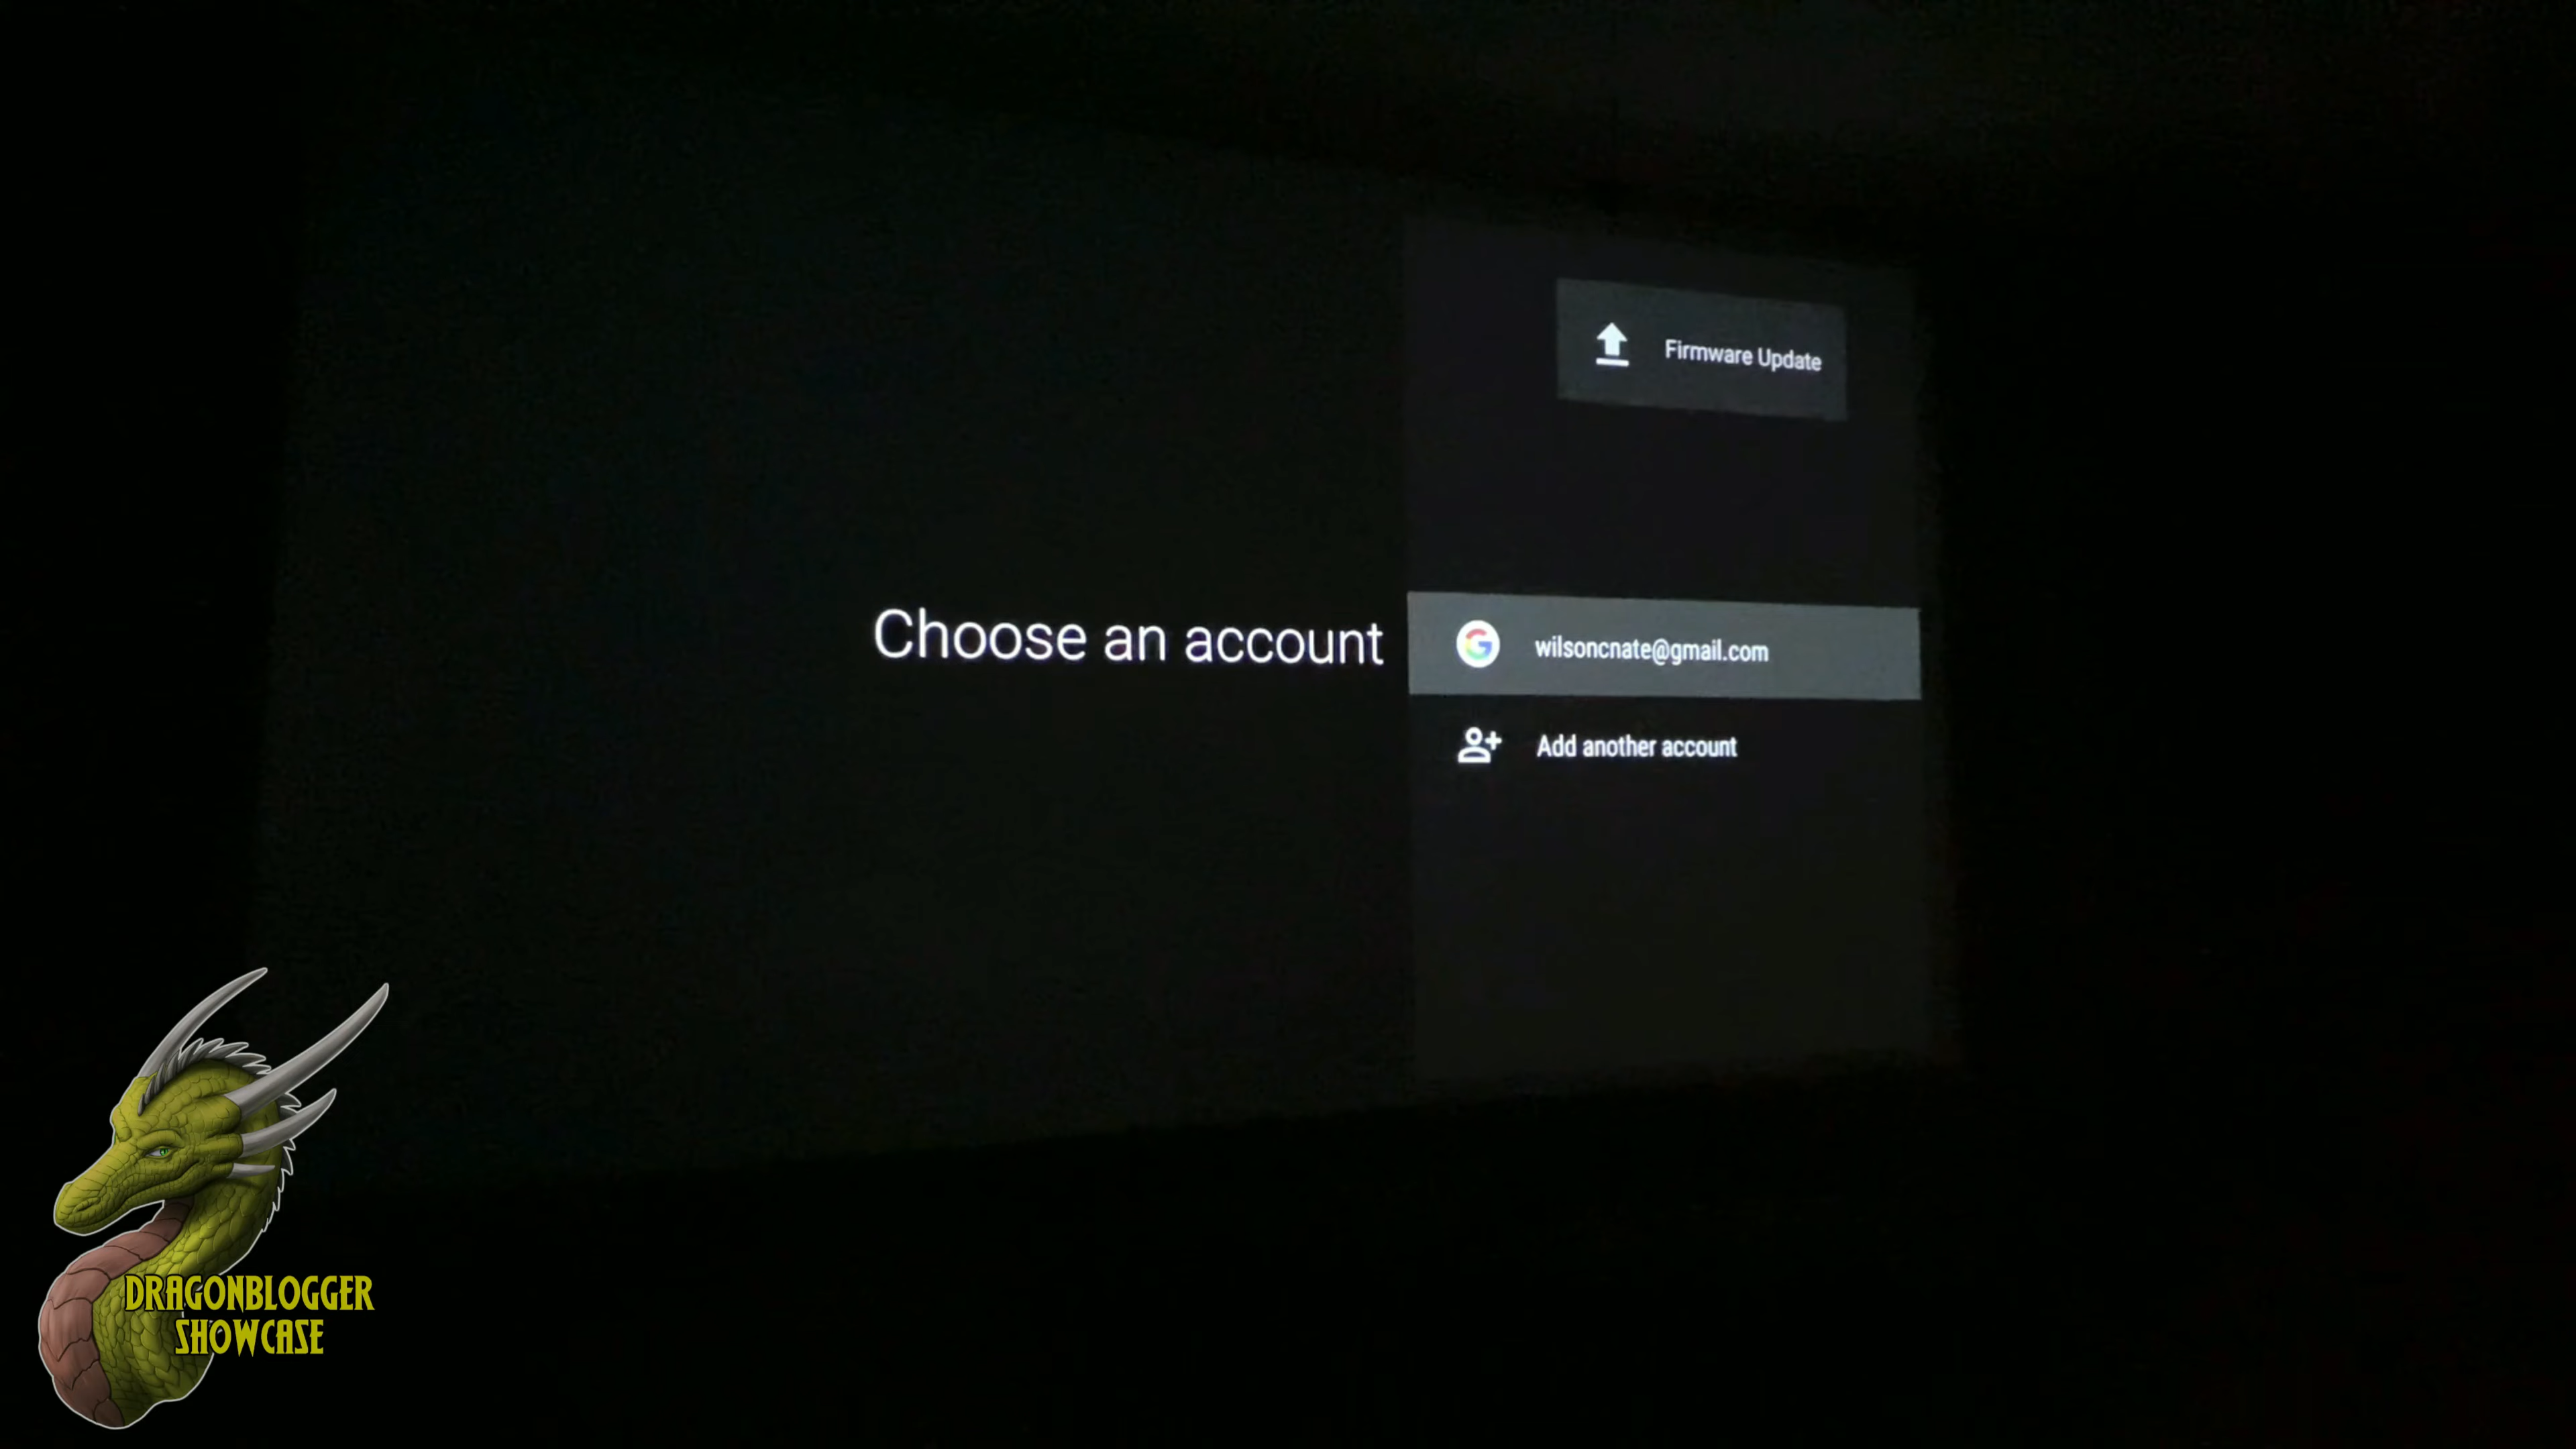 Firmware Update
Choose an account
wilsoncnate@gmail.com
Add another account
DRAGONBLOGGER
SHOWCASE